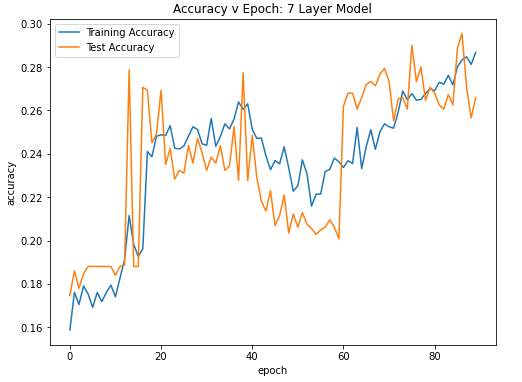 Accuracy v Epoch: 7 Layer Model
Training Accuracy
Test Accuracy
0.30
0.28
0.26
0.24
0.22
0.20
0.18
0.16
accuracy
0 20 40 60 80
epoch